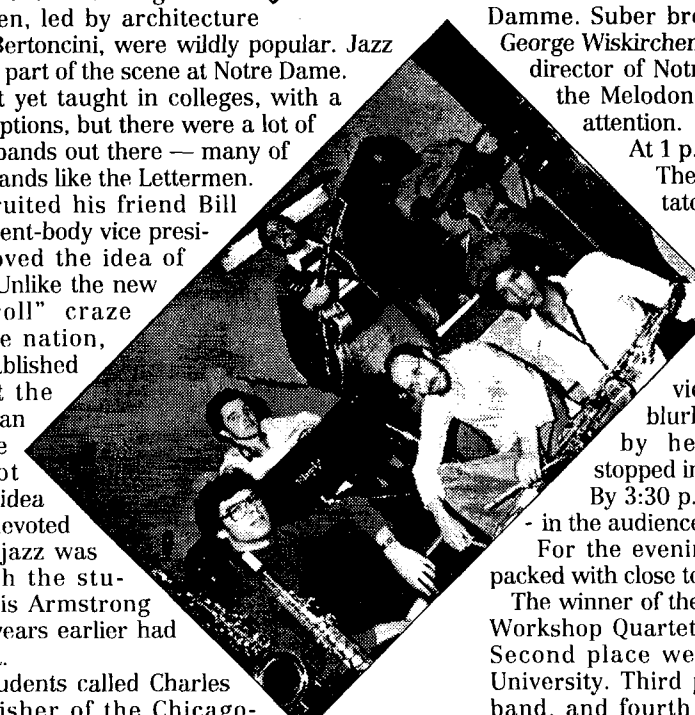 en, led by architecture
Bertoncini, were wildly popular. Jazz
part of the scene at Notre Dame.
t yet taught in colleges, with a
ptions, but there were a lot of
bands out there — many of
ands like the Lettermen.
ruited his friend Bill
ent-body vice presi-
oved the idea of
Unlike the new
roll" craze
e nation,
ablished
t the
an
e
ot
idea
evoted
jazz was
h the stu-
is Armstrong
years earlier had
.
udents called Charles
isher of the Chicago-
Damme. Suber bro
George Wiskirchen
director of Notr
the Melodon
attention.
At 1 p.
The
tato
vic
blurb
by he
stopped in
By 3:30 p.
- in the audience
For the evenin
packed with close to
The winner of the
Workshop Quartet
Second place we
University. Third p
band, and fourth